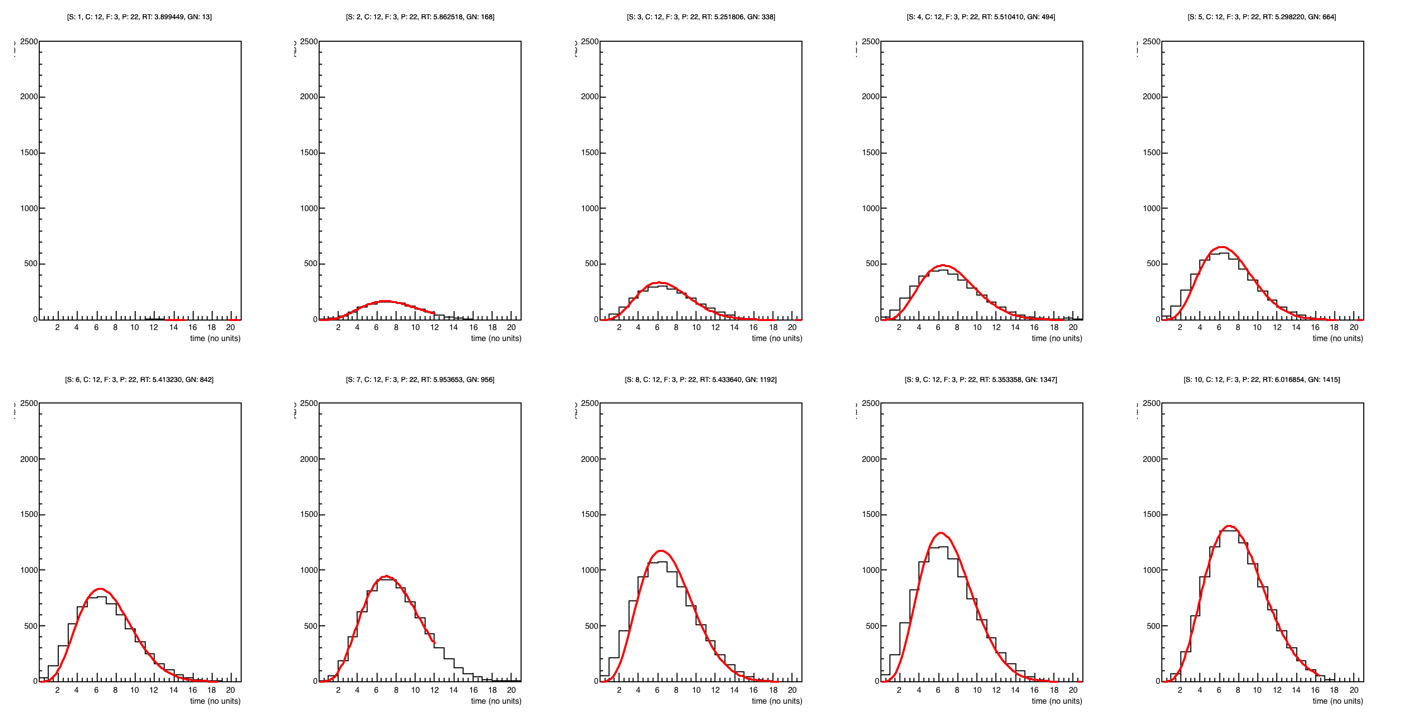 [S: 1, C: 12, F: 3, P: 22, RT: 3.899449, GN: 13]
2500
2000
1500
1000
500
0
2 4 6 8 10 12 14 16 18 20
time (no units)
[S: 2, C: 12, F: 3, P: 22, RT: 5.862518, GN: 168]
2500
2000
1500
1000
500
0
2 4 6 8 10 12 14 16 18 20
time (no units)
[S: 3, C: 12, F: 3, P: 22, RT: 5.251806, GN: 338]
2500
2000
1500
1000
500
0
2 4 6 8 10 12 14 16 18 20
time (no units)
[S: 4, C: 12, F: 3, P: 22, RT: 5.510410, GN: 494]
2500
2000
1500
1000
500
0
2 4 6 8 10 12 14 16 18 20
time (no units)
[S: 5, C: 12, F: 3, P: 22, RT: 5.298220, GN: 664]
2500
2000
1500
1000
500
0
2 4 6 8 10 12 14 16 18 20
time (no units)
[S: 6, C: 12, F: 3, P: 22, RT: 5.413230, GN: 842]
2500
2000
1500
1000
500
0
2 4 6 8 10 12 14 16 18 20
time (no units)
[S: 7, C: 12, F: 3, P: 22, RT: 5.953653, GN: 956]
2500
2000
1500
1000
500
0
2 4 6 8 10 12 14 16 18 20
time (no units)
[S: 8, C: 12, F: 3, P: 22, RT: 5.433640, GN: 1192]
2500
2000
1500
1000
500
0
2 4 6 8 10 12 14 16 18 20
time (no units)
[S: 9, C: 12, F: 3, P: 22, RT: 5.353358, GN: 1347]
2500
2000
1500
1000
500
0
2 4 6 8 10 12 14 16 18 20
time (no units)
[S: 10, C: 12, F: 3, P: 22, RT: 6.016854, GN: 1415]
2500
2000
1500
1000
500
0
2 4 6 8 10 12 14 16 18 20
time (no units)